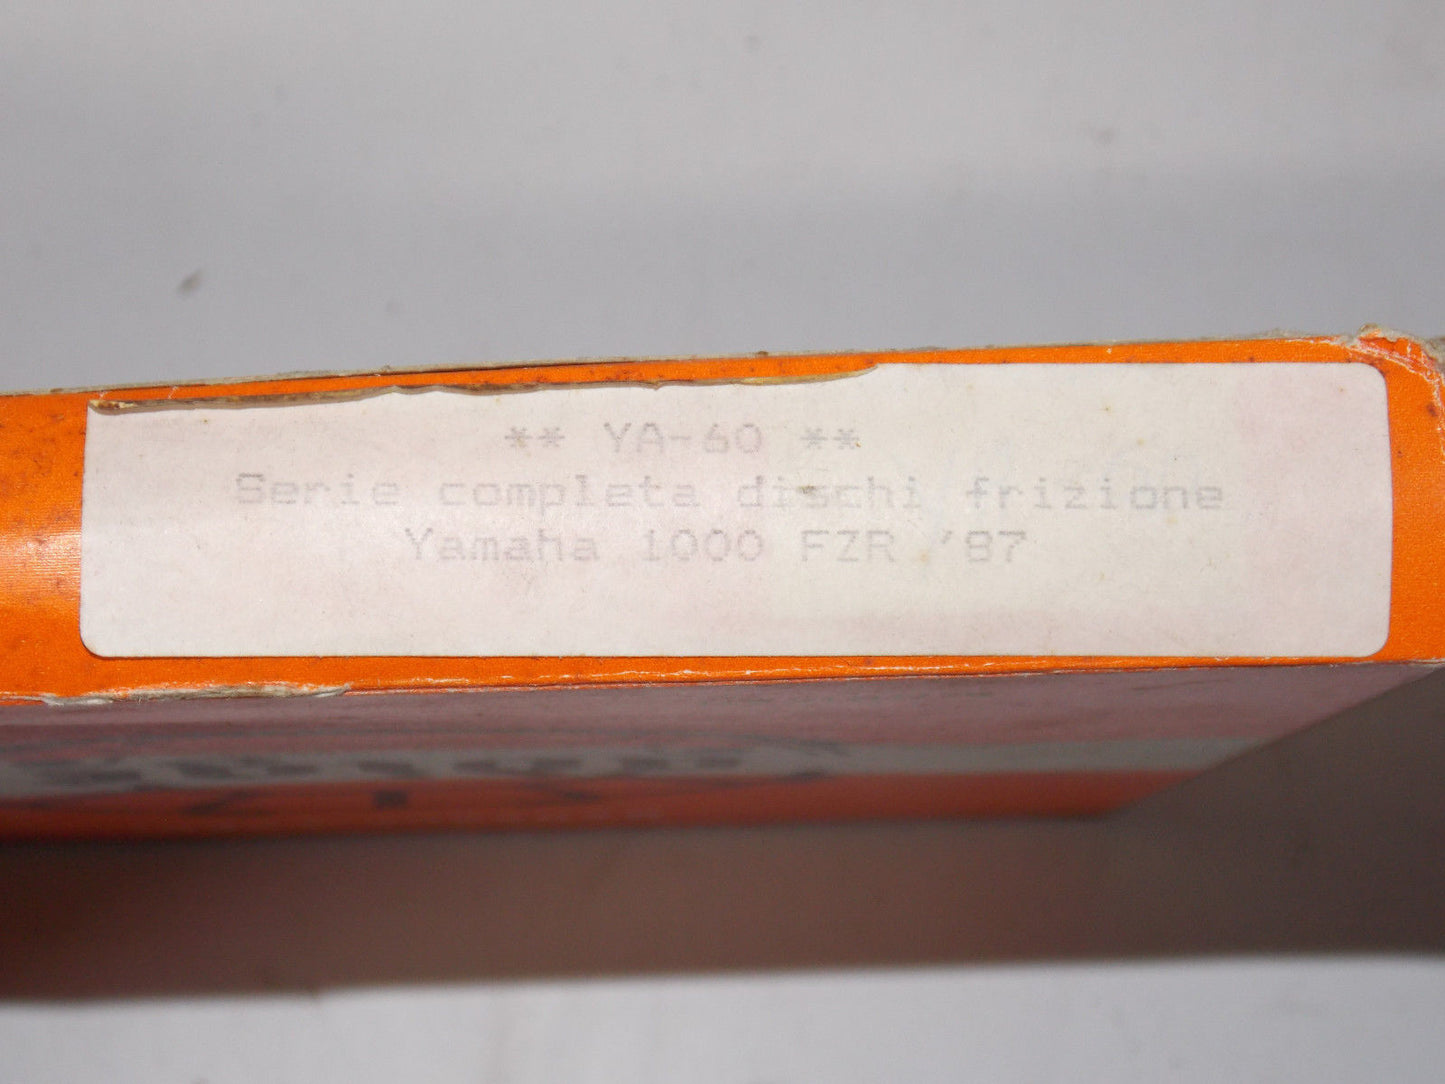 ** YA-60 **
Serie completa dischi frizione
Yamaha 1000 FZR '87